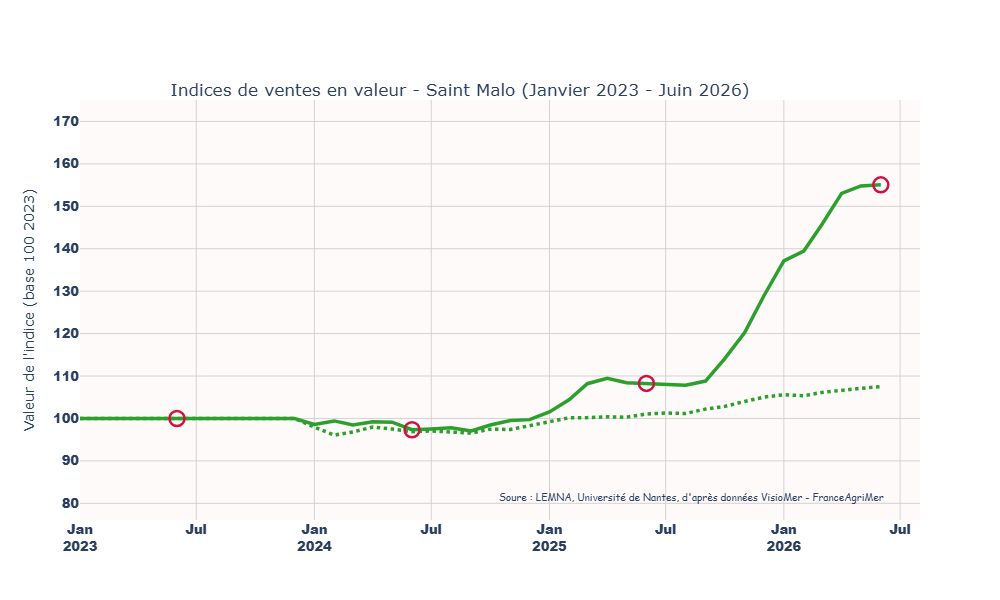 Indices de ventes en valeur - Saint Malo (Janvier 2023 - Juin 2026)
Valeur de l'indice (base 100 2023)
170
160
150
140
130
120
110
100
90
80
Soure : LEMNA, Université de Nantes, d'après données VisioMer - FranceAgriMer
Jan Jul Jan Jul Jan Jul Jan Jul
2023 2024 2025 2026